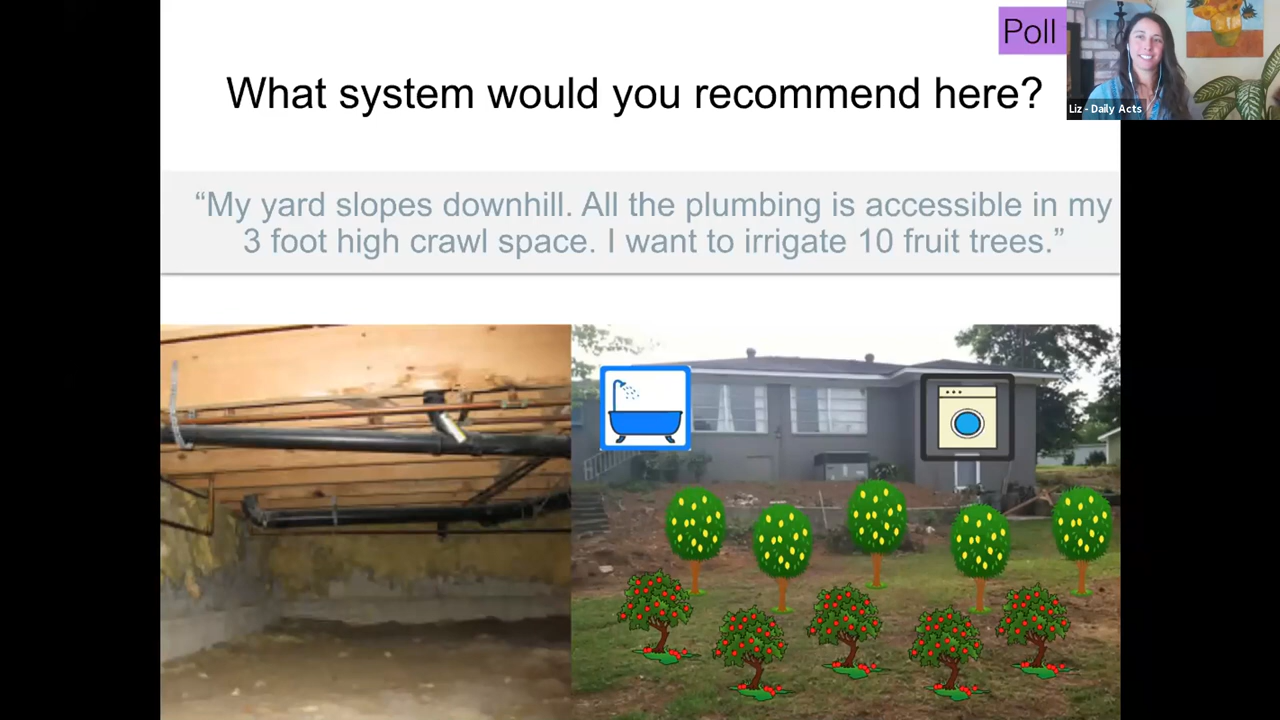 Poll
What system would you recommend here?
Liz - Daily Acts
“My yard slopes downhill. All the plumbing is accessible in my
3 foot high crawl space. I want to irrigate 10 fruit trees.”